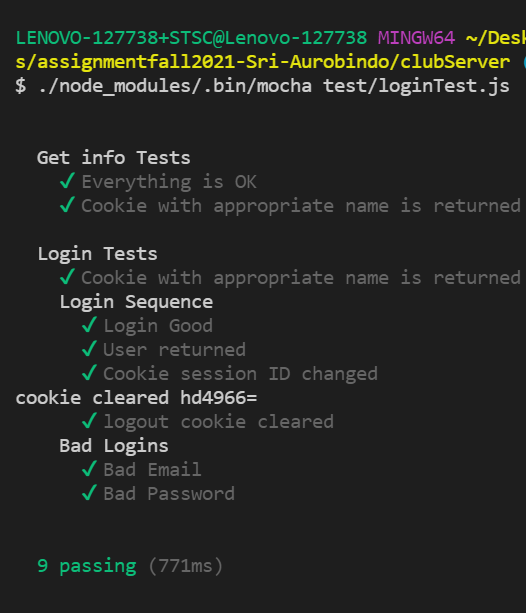 LENOVO-127738+STSC@Lenovo-127738 MINGW64 ~/Desk
s/assignmentfall2021-Sri-Aurobindo/clubServer (
$ ./node_modules/.bin/mocha test/loginTest.js
Get info Tests
✓ Everything is OK
✓ Cookie with appropriate name is returned
Login Tests
✓ Cookie with appropriate name is returned
Login Sequence
✓ Login Good
✓ User returned
✓ Cookie session ID changed
cookie cleared hd4966=
✓ logout cookie cleared
Bad Logins
✓ Bad Email
✓ Bad Password
9 passing (771ms)